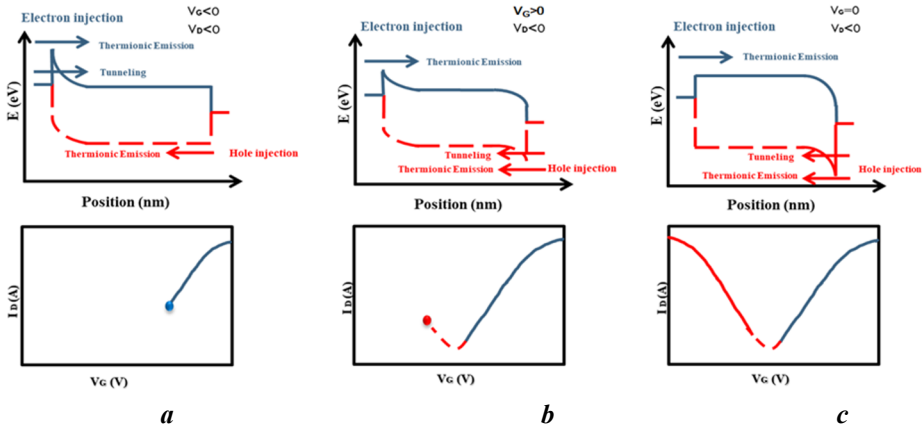 Electron injection
VG<0
VD<0
Thermionic Emission
Tunneling
E (eV)
Thermionic Emission
Hole injection
Position (nm)
ID(A)
VG (V)
a
Electron injection
VG>0
VD<0
Thermionic Emission
E (eV)
Tunneling
Thermionic Emission
Hole injection
Position (nm)
ID(A)
VG (V)
b
Electron injection
VG=0
VD<0
Thermionic Emission
E (eV)
Tunneling
Thermionic Emission
Hole injection
Position (nm)
ID(A)
VG (V)
c